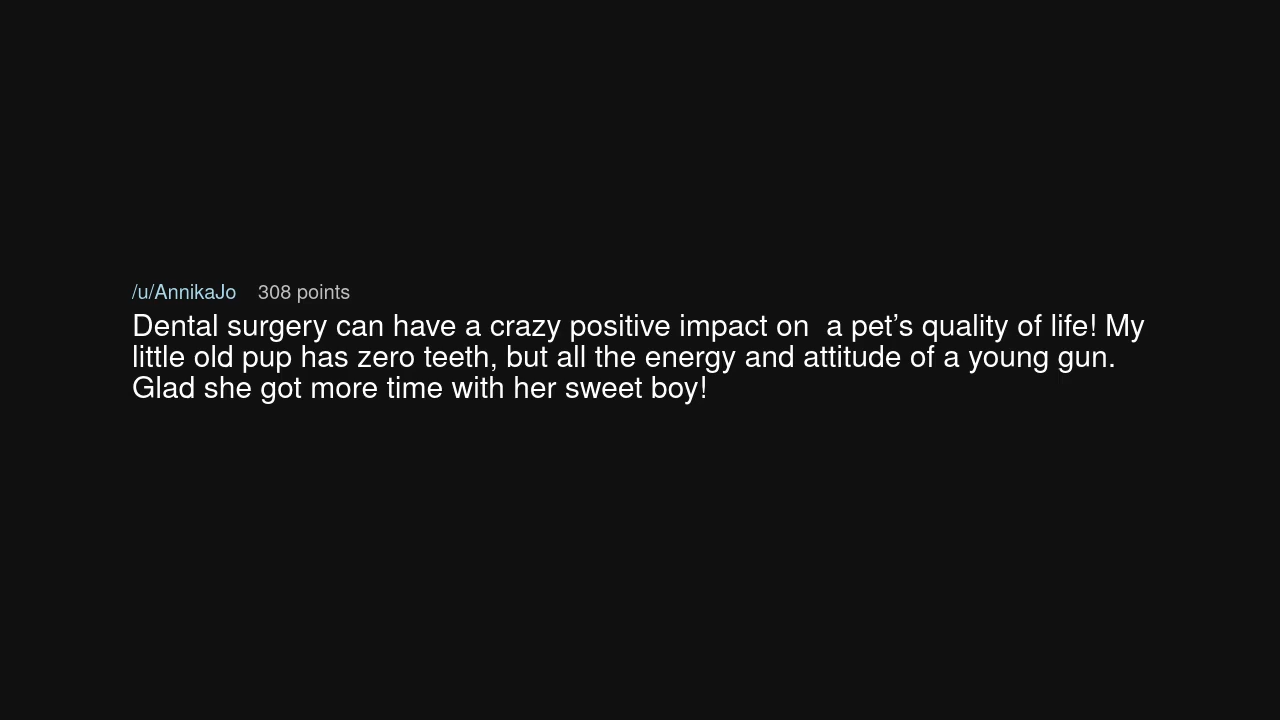 /u/AnnikaJo 308 points
Dental surgery can have a crazy positive impact on  a pet’s quality of life! My
little old pup has zero teeth, but all the energy and attitude of a young gun.
Glad she got more time with her sweet boy!